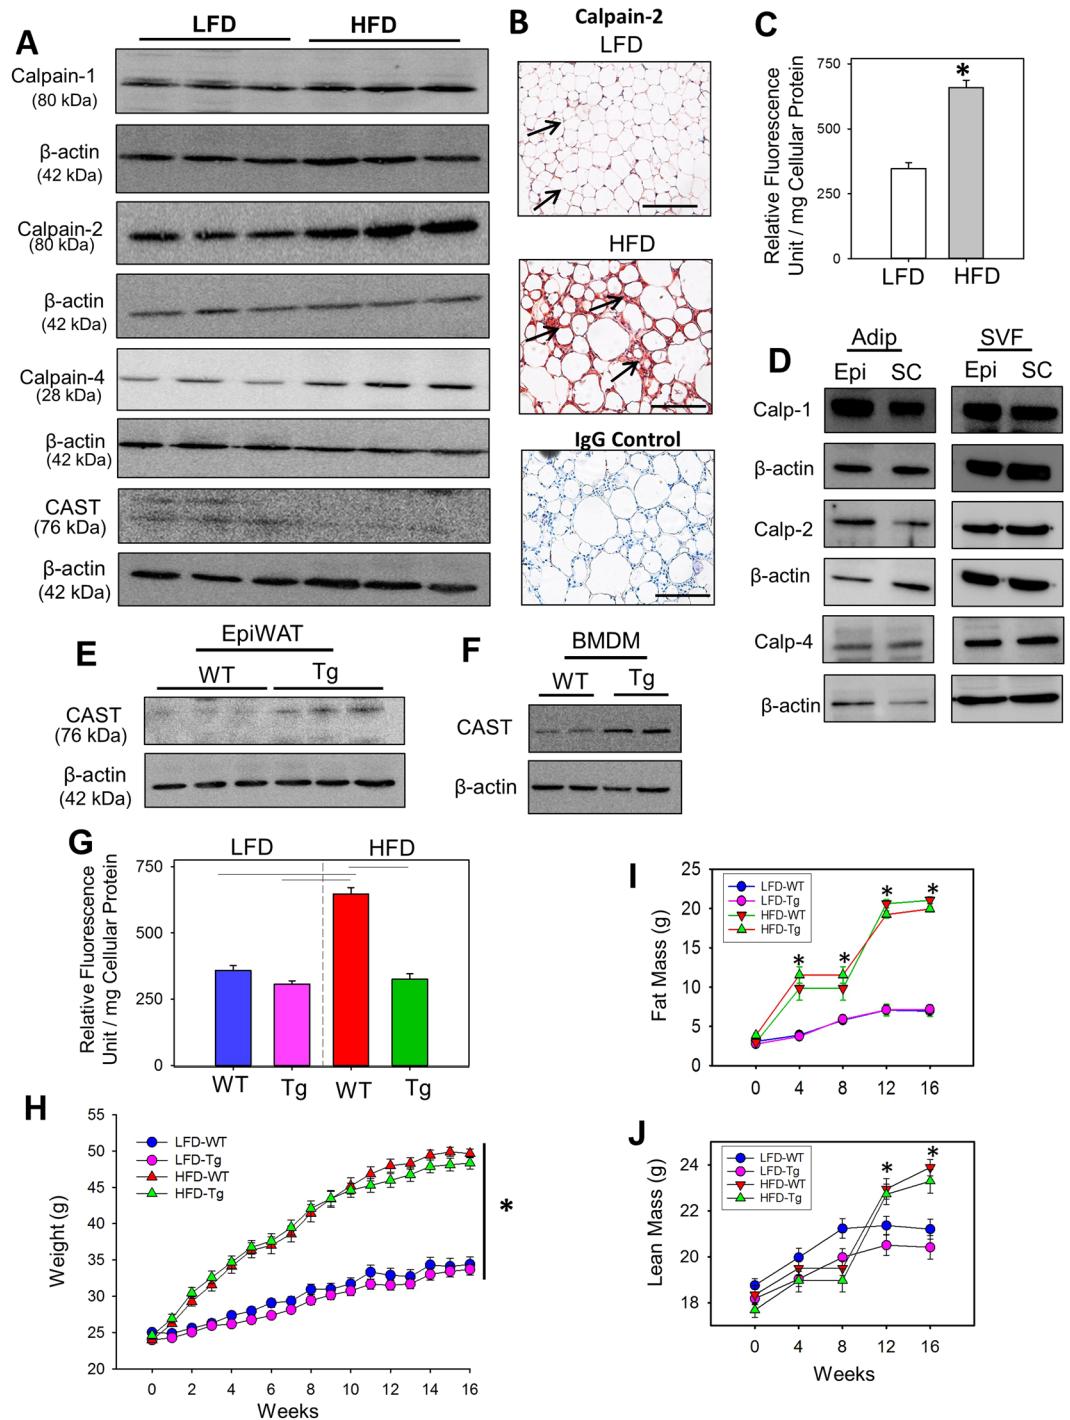 A
LFD
HFD
Calpain-1
(80 kDa)
β-actin
(42 kDa)
Calpain-2
(80 kDa)
β-actin
(42 kDa)
Calpain-4
(28 kDa)
β-actin
(42 kDa)
CAST
(76 kDa)
β-actin
(42 kDa)
B
Calpain-2
LFD
HFD
IgG Control
C
Relative Fluorescence
Unit / mg Cellular Protein
750
500
250
0
*
LFD
HFD
D
Adip
SVF
Epi
SC
Epi
SC
Calp-1
β-actin
Calp-2
β-actin
Calp-4
β-actin
E
EpiWAT
WT
Tg
CAST
(76 kDa)
β-actin
(42 kDa)
F
BMDM
WT
Tg
CAST
β-actin
G
LFD
HFD
Relative Fluorescence
Unit / mg Cellular Protein
750
500
250
0
WT
Tg
WT
Tg
H
Weight (g)
55
50
45
40
35
30
25
20
LFD-WT
LFD-Tg
HFD-WT
HFD-Tg
*
0 2 4 6 8 10 12 14 16
Weeks
I
Fat Mass (g)
25
20
15
10
5
0
LFD-WT
LFD-Tg
HFD-WT
HFD-Tg
* * * *
0 4 8 12 16
J
Lean Mass (g)
24
22
20
18
LFD-WT
LFD-Tg
HFD-WT
HFD-Tg
* *
0 4 8 12 16
Weeks